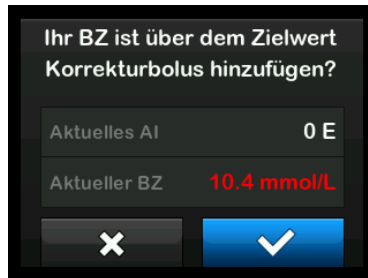 Ihr BZ ist über dem Zielwert
Korrekturbolus hinzufügen?
Aktuelles AI 0 E
Aktueller BZ 10.4 mmol/L